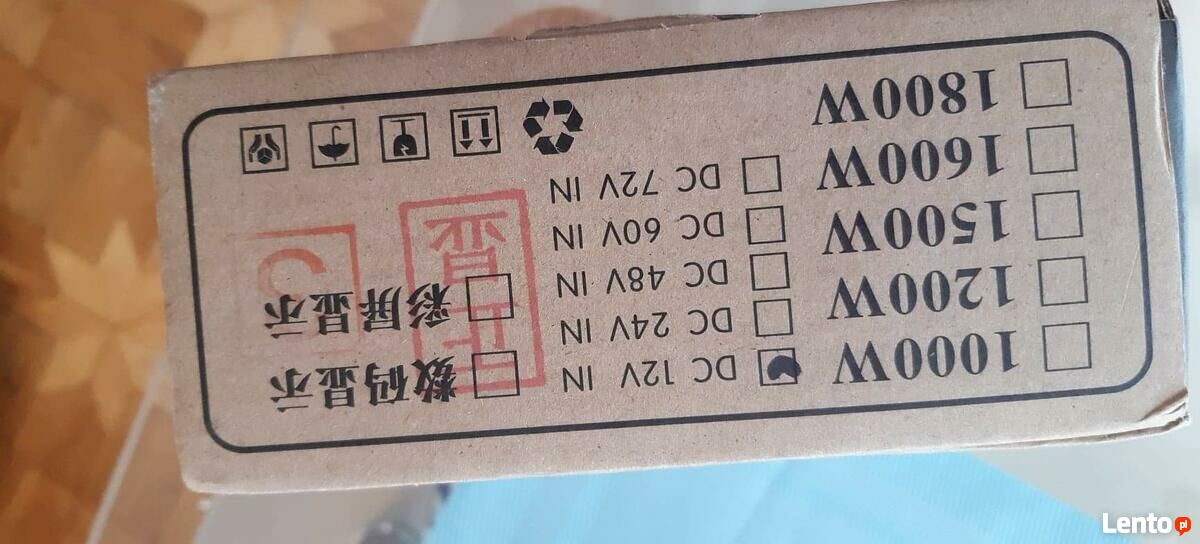 1000W
1200W
1500W
1600W
1800W
DC 12V IN
DC 24V IN
DC 48V IN
DC 60V IN
DC 72V IN
数码显示
彩屏显示
Lento.pl